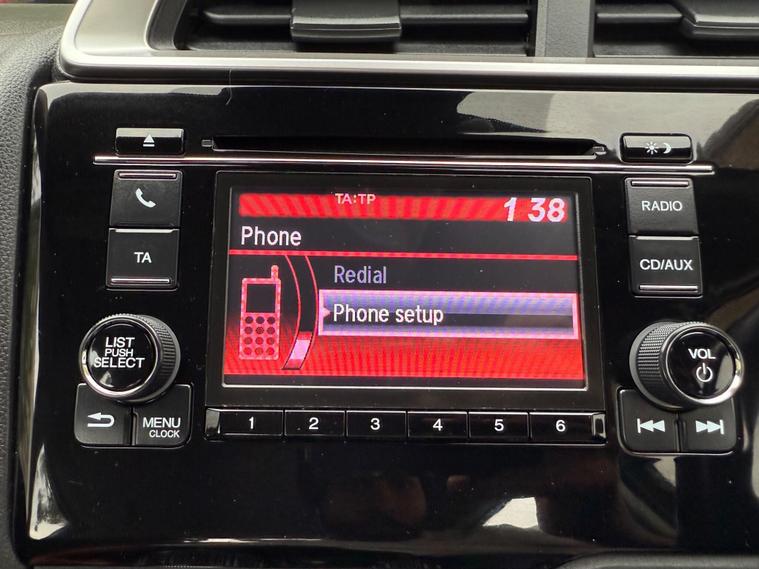 TA:TP
1 38
Phone
Redial
Phone setup
TA
RADIO
CD/AUX
LIST
PUSH
SELECT
VOL
MENU
CLOCK
1 2 3 4 5 6